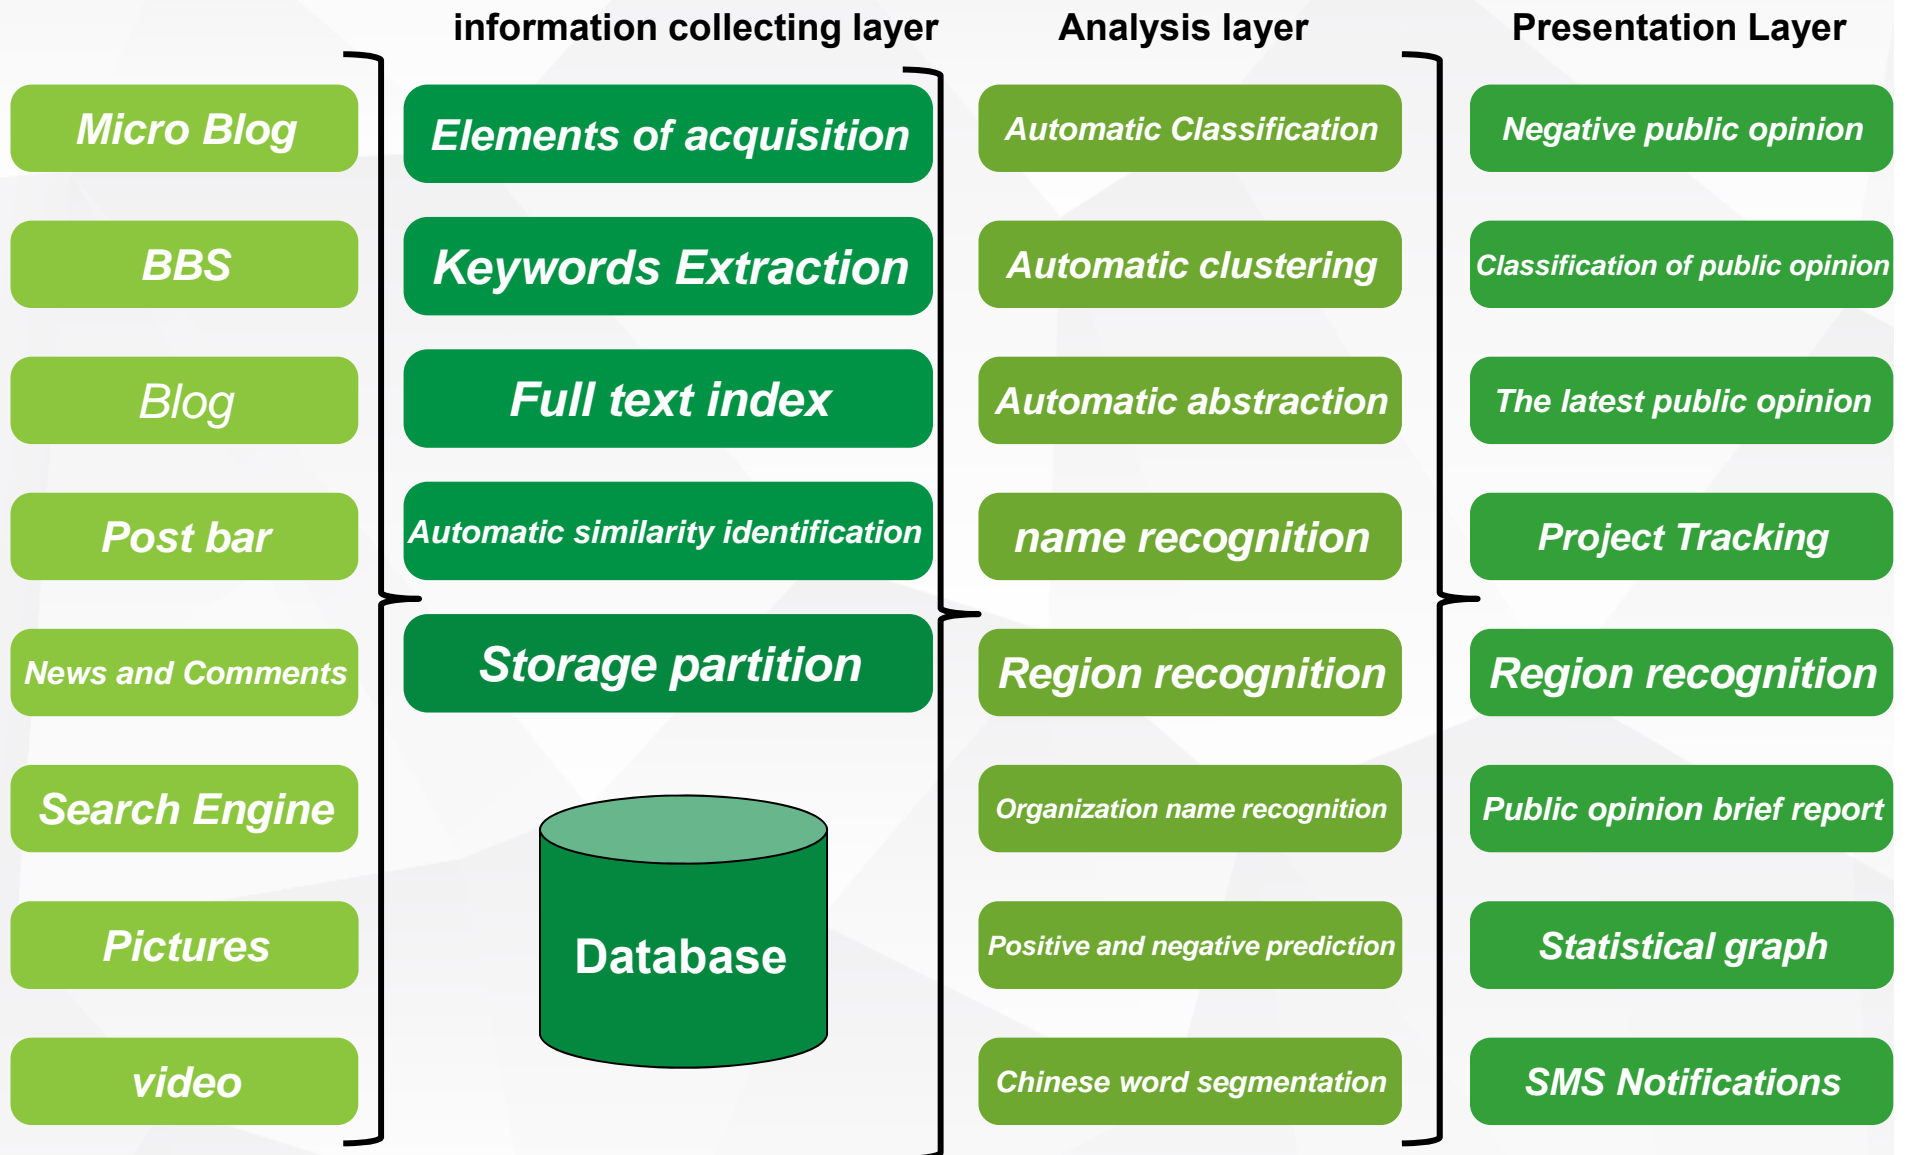 information collecting layer
Analysis layer
Presentation Layer
Micro Blog
BBS
Blog
Post bar
News and Comments
Search Engine
Pictures
video
Elements of acquisition
Keywords Extraction
Full text index
Automatic similarity identification
Storage partition
Database
Automatic Classification
Automatic clustering
Automatic abstraction
name recognition
Region recognition
Organization name recognition
Positive and negative prediction
Chinese word segmentation
Negative public opinion
Classification of public opinion
The latest public opinion
Project Tracking
Region recognition
Public opinion brief report
Statistical graph
SMS Notifications